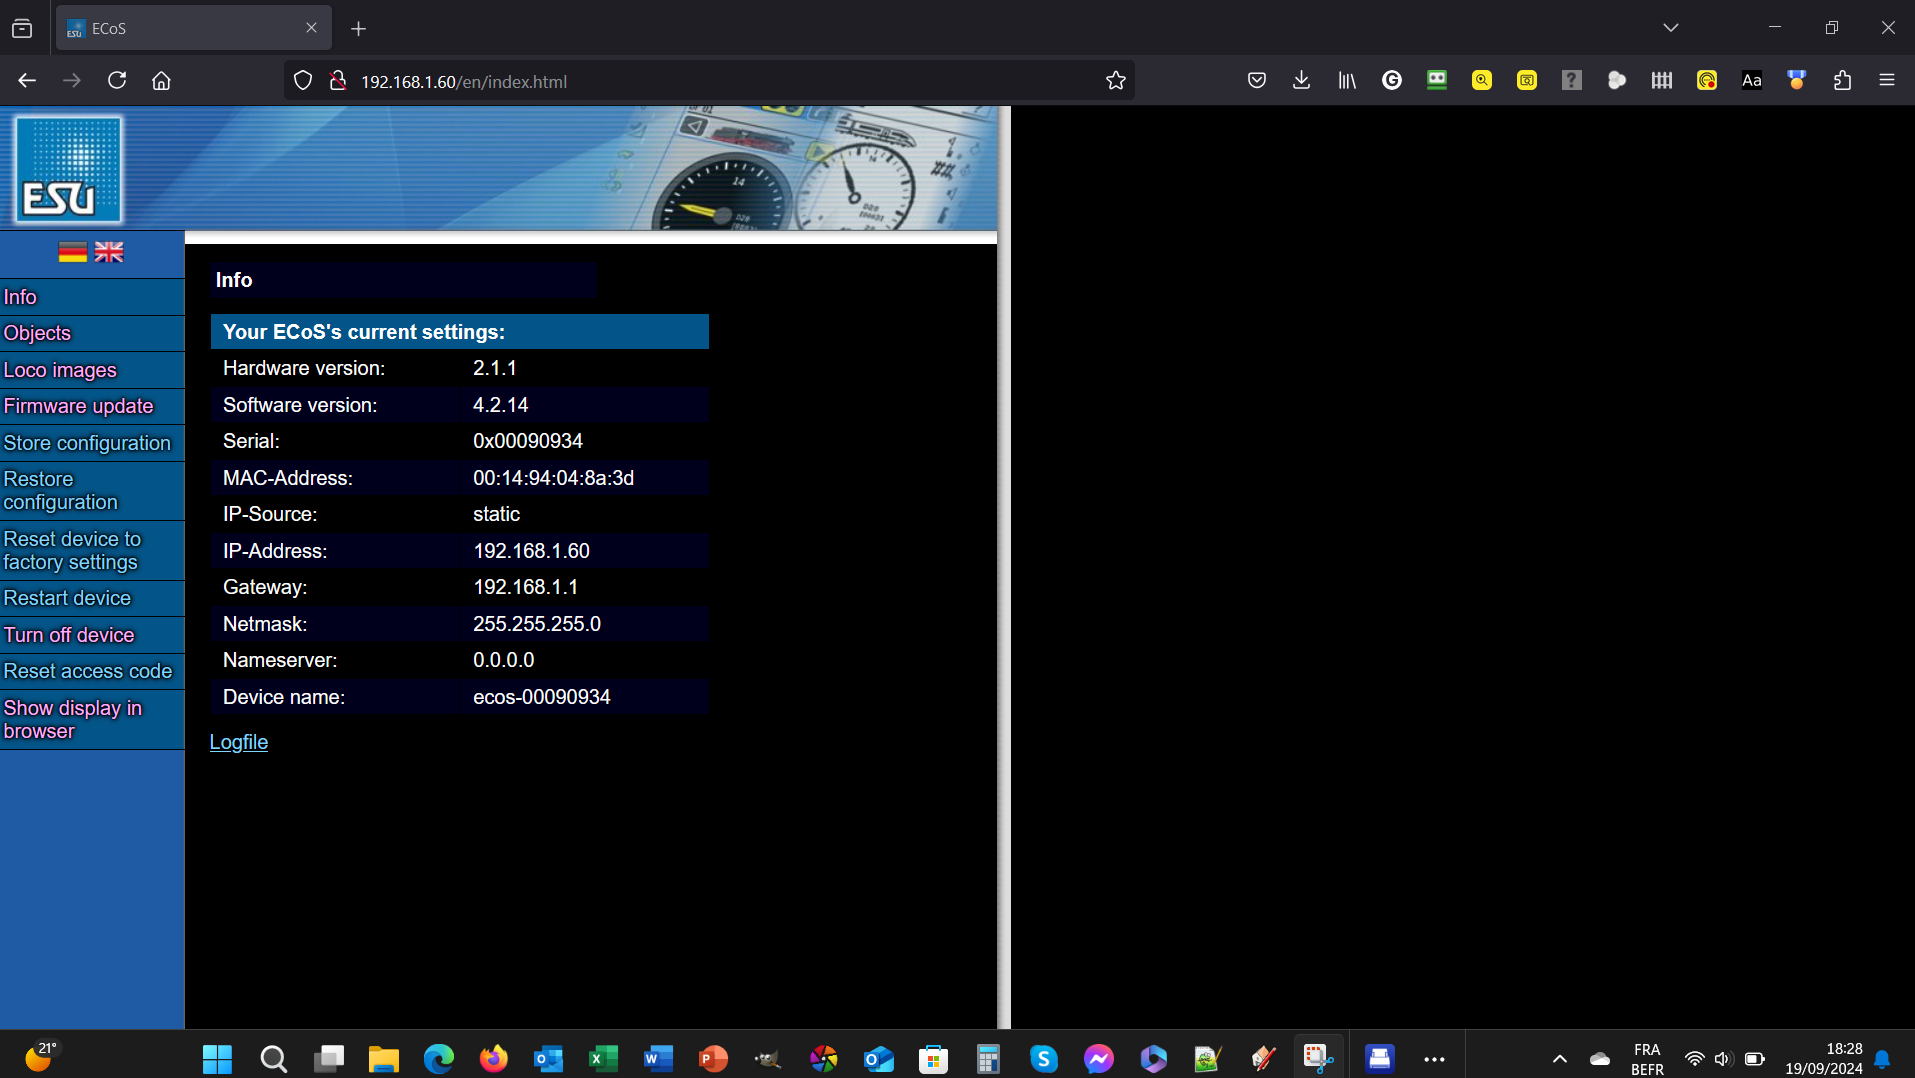 ECoS
192.168.1.60/en/index.html
Aa
ESU
14
14
Info
Objects
Loco images
Firmware update
Store configuration
Restore
configuration
Reset device to
factory settings
Restart device
Turn off device
Reset access code
Show display in
browser
Info
Your ECoS's current settings:
Hardware version: 2.1.1
Software version: 4.2.14
Serial: 0x00090934
MAC-Address: 00:14:94:04:8a:3d
IP-Source: static
IP-Address: 192.168.1.60
Gateway: 192.168.1.1
Netmask: 255.255.255.0
Nameserver: 0.0.0.0
Device name: ecos-00090934
Logfile
21°
FRA
BEFR
18:28
19/09/2024